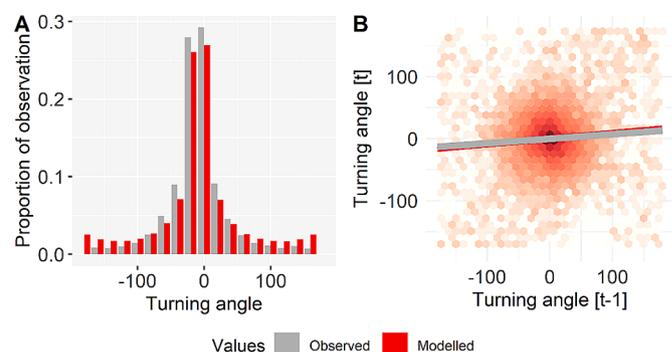 A
Proportion of observation
0.3
0.2
0.1
0.0
-100 0 100
Turning angle
B
Turning angle [t]
100
0
-100
-100 0 100
Turning angle [t-1]
Values Observed Modelled